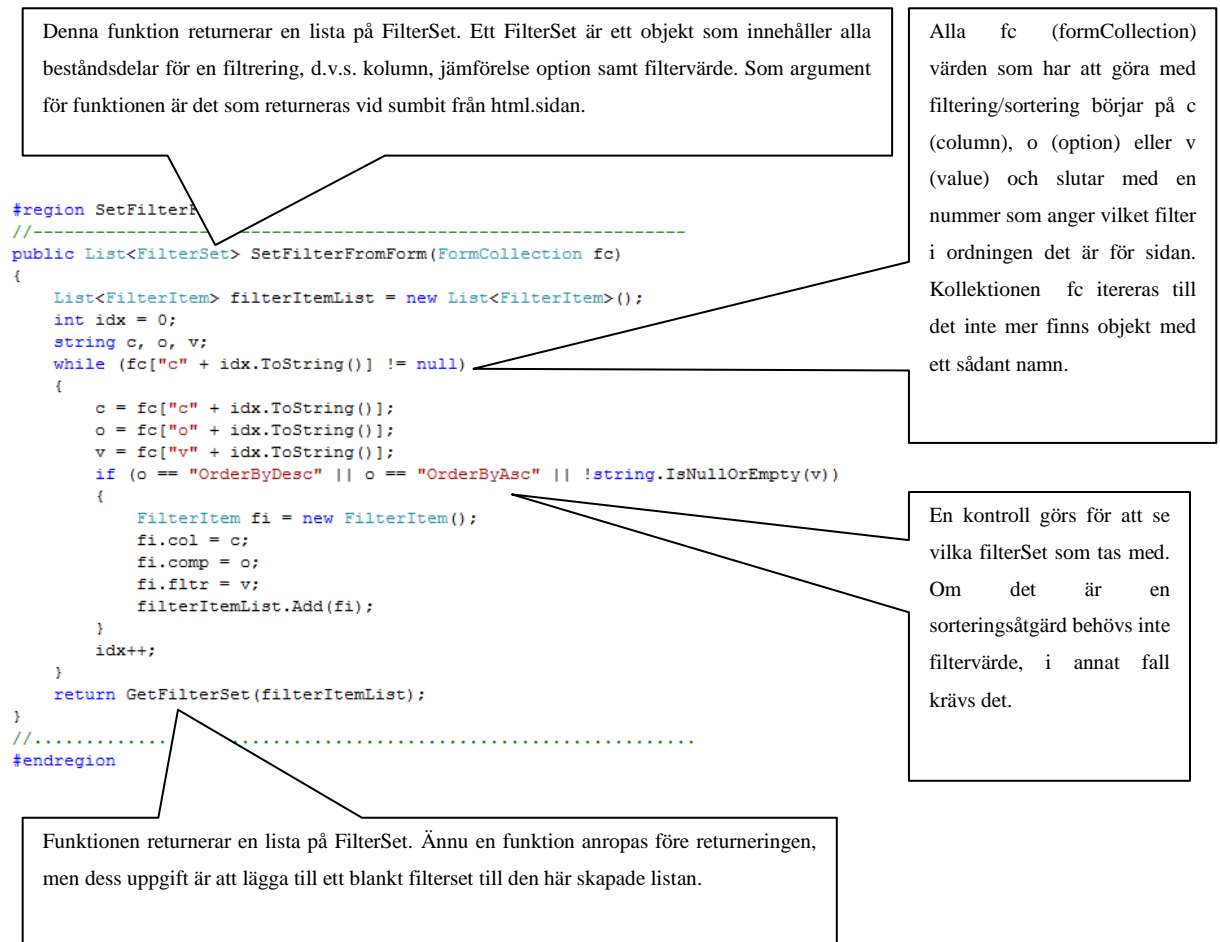 Denna funktion returnerar en lista på FilterSet. Ett FilterSet är ett objekt som innehåller alla
beståndsdelar för en filtrering, d.v.s. kolumn, jämförelse option samt filtervärde. Som argument
för funktionen är det som returneras vid sumbit från html.sidan.
Alla fc (formCollection)
värden som har att göra med
filtering/sortering börjar på c
(column), o (option) eller v
(value) och slutar med en
nummer som anger vilket filter
i ordningen det är för sidan.
Kollektionen fc itereras till
det inte mer finns objekt med
ett sådant namn.
#region SetFilter
//------------------------------------------------------------------
public List<FilterSet> SetFilterFromForm(FormCollection fc)
{
    List<FilterItem> filterItemList = new List<FilterItem>();
    int idx = 0;
    string c, o, v;
    while (fc["c" + idx.ToString()] != null)
    {
        c = fc["c" + idx.ToString()];
        o = fc["o" + idx.ToString()];
        v = fc["v" + idx.ToString()];
        if (o == "OrderByDesc" || o == "OrderByAsc" || !string.IsNullOrEmpty(v))
        {
            FilterItem fi = new FilterItem();
            fi.col = c;
            fi.comp = o;
            fi.fltr = v;
            filterItemList.Add(fi);
        }
        idx++;
    }
    return GetFilterSet(filterItemList);
}
//..................................................................
#endregion
En kontroll görs för att se
vilka filterSet som tas med.
Om det är en
sorteringsåtgärd behövs inte
filtervärde, i annat fall
krävs det.
Funktionen returnerar en lista på FilterSet. Ännu en funktion anropas före returneringen,
men dess uppgift är att lägga till ett blankt filterset till den här skapade listan.